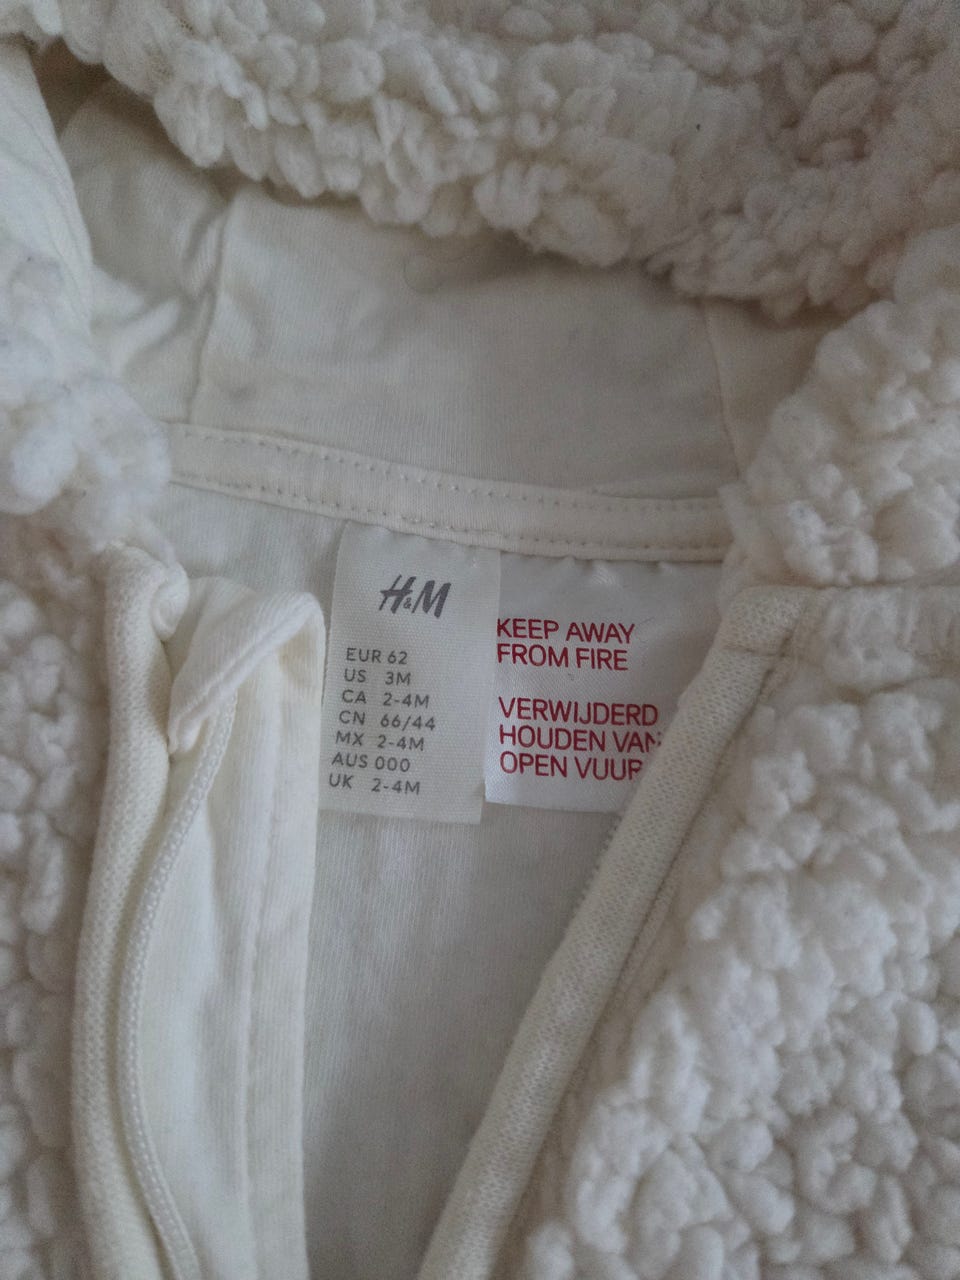 H&M
EUR 62
US 3M
CA 2-4M
CN 66/44
MX 2-4M
AUS 000
UK 2-4M
KEEP AWAY
FROM FIRE
VERWIJDERD
HOUDEN VAN
OPEN VUUR